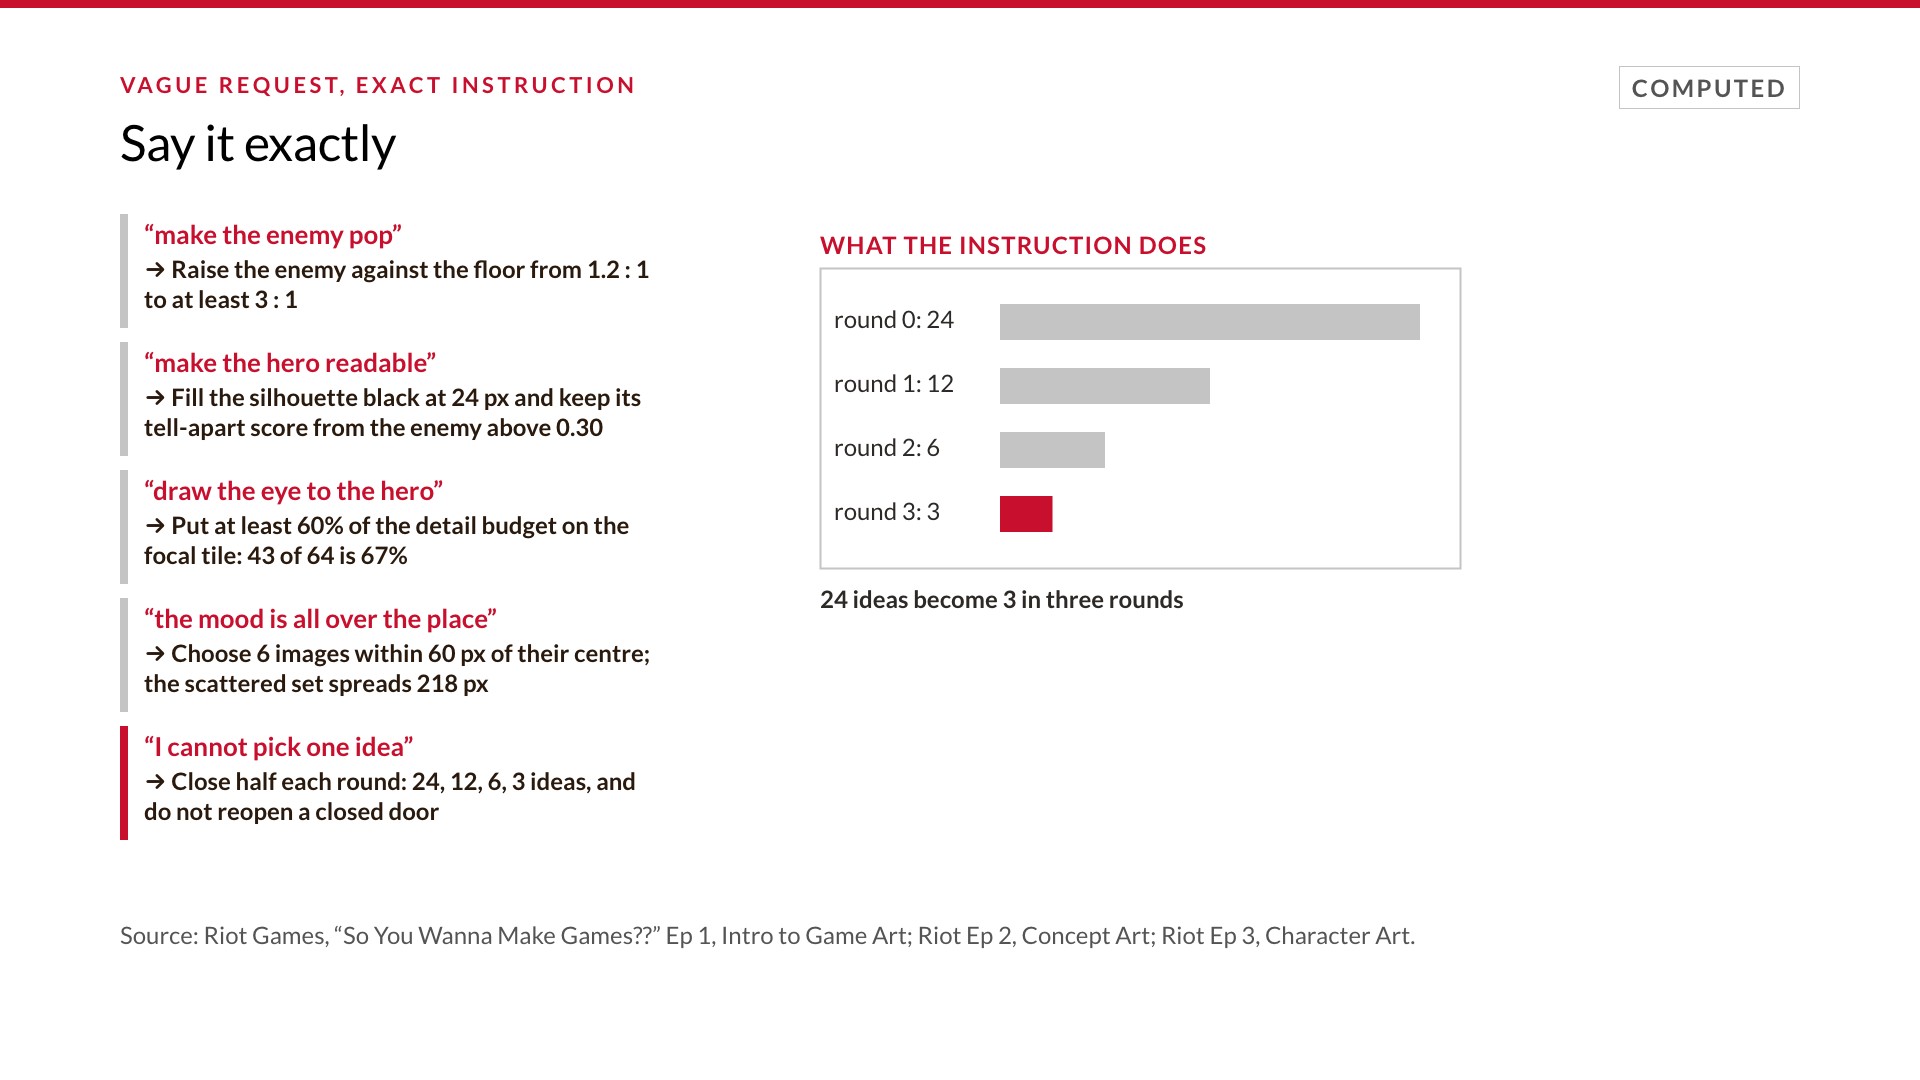 VAGUE REQUEST, EXACT INSTRUCTION
COMPUTED
Say it exactly
“make the enemy pop”
→ Raise the enemy against the floor from 1.2 : 1
to at least 3 : 1
“make the hero readable”
→ Fill the silhouette black at 24 px and keep its
tell-apart score from the enemy above 0.30
“draw the eye to the hero”
→ Put at least 60% of the detail budget on the
focal tile: 43 of 64 is 67%
“the mood is all over the place”
→ Choose 6 images within 60 px of their centre;
the scattered set spreads 218 px
“I cannot pick one idea”
→ Close half each round: 24, 12, 6, 3 ideas, and
do not reopen a closed door
WHAT THE INSTRUCTION DOES
round 0: 24
round 1: 12
round 2: 6
round 3: 3
24 ideas become 3 in three rounds
Source: Riot Games, “So You Wanna Make Games??” Ep 1, Intro to Game Art; Riot Ep 2, Concept Art; Riot Ep 3, Character Art.